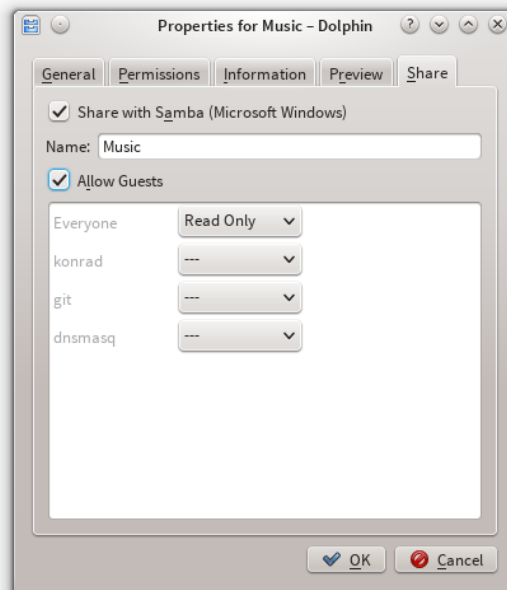 Properties for Music – Dolphin
General Permissions Information Preview Share
Share with Samba (Microsoft Windows)
Name: Music
Allow Guests
Everyone Read Only
konrad ---
git ---
dnsmasq ---
OK Cancel